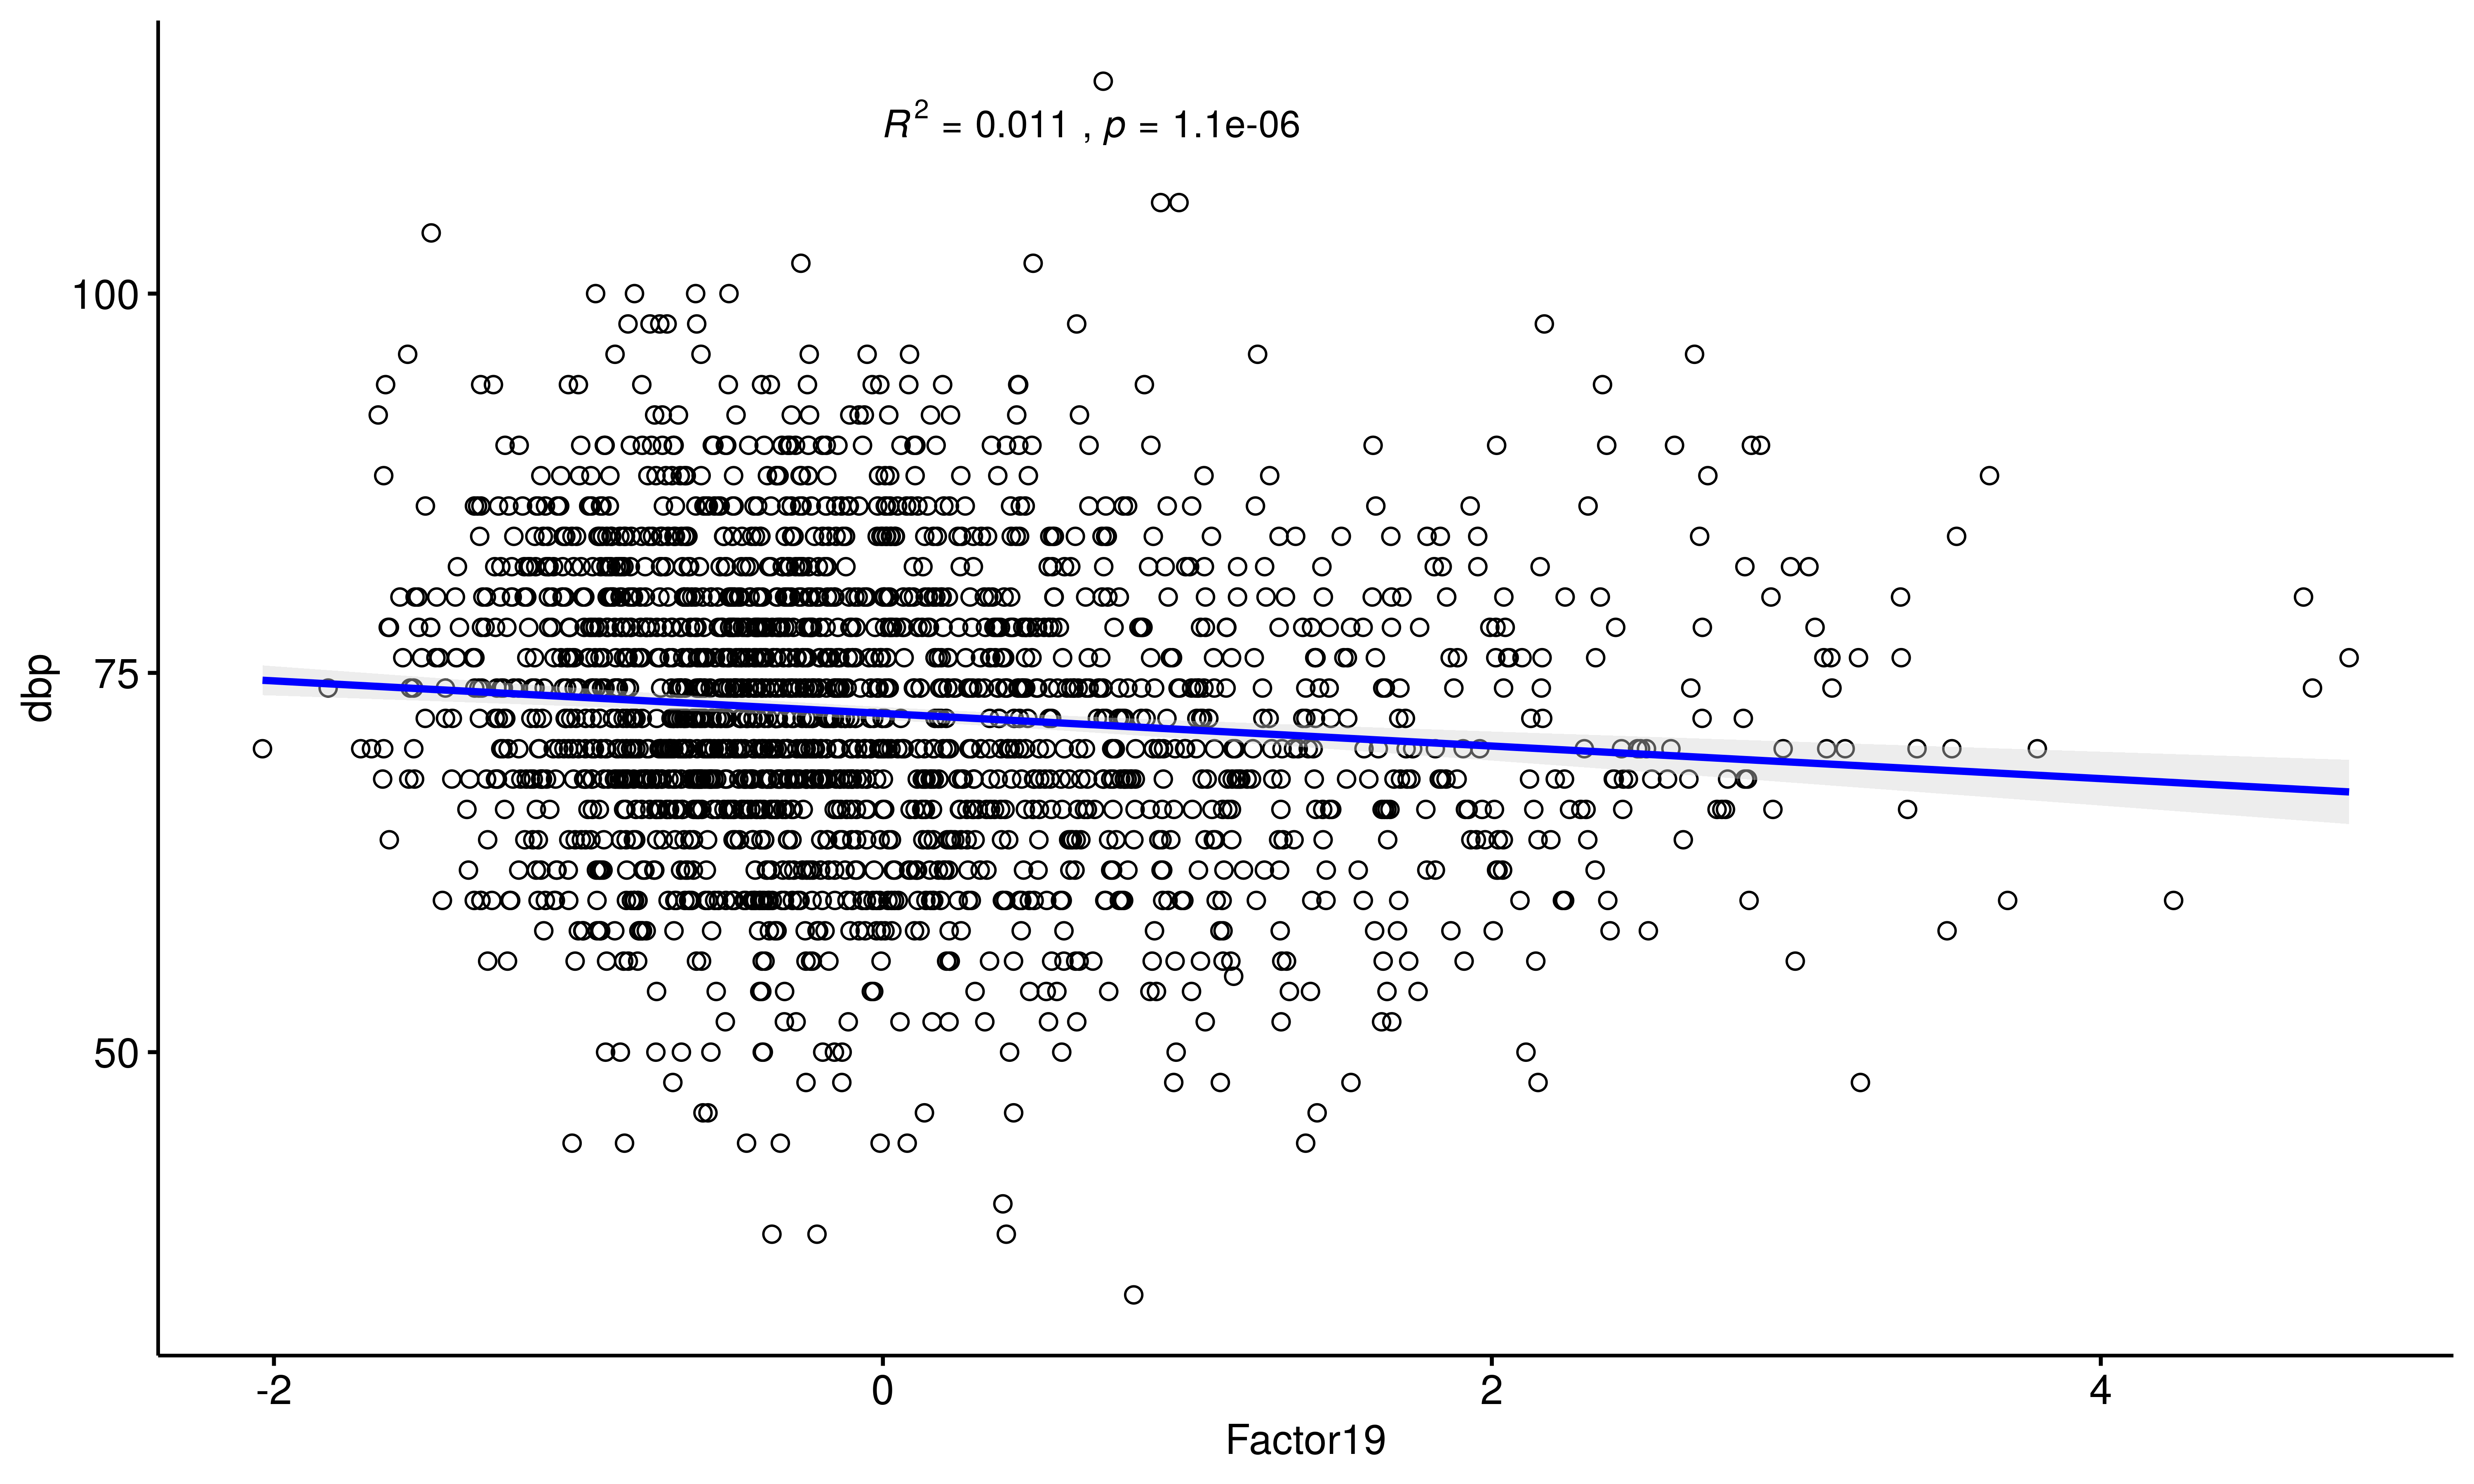 R2 = 0.011 , p = 1.1e-06
100
75
50
dbp
-2 0 2 4
Factor19